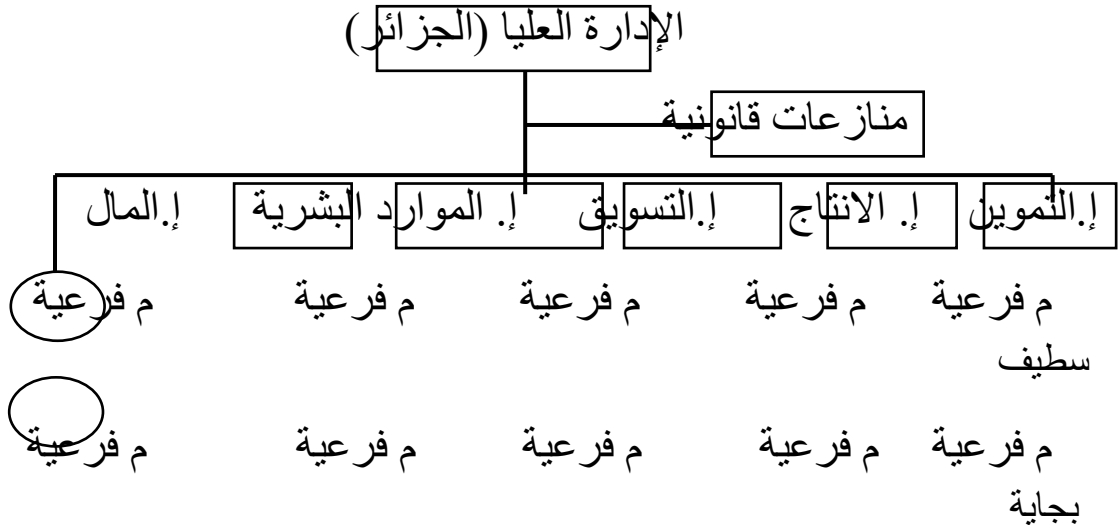 الإدارة العليا (الجزائر)
منازعات قانونية
إ.التموين إ. الانتاج إ.التسويق إ. الموارد البشرية إ.المال
م فرعية م فرعية م فرعية م فرعية م فرعية
سطيف
م فرعية م فرعية م فرعية م فرعية م فرعية
بجاية